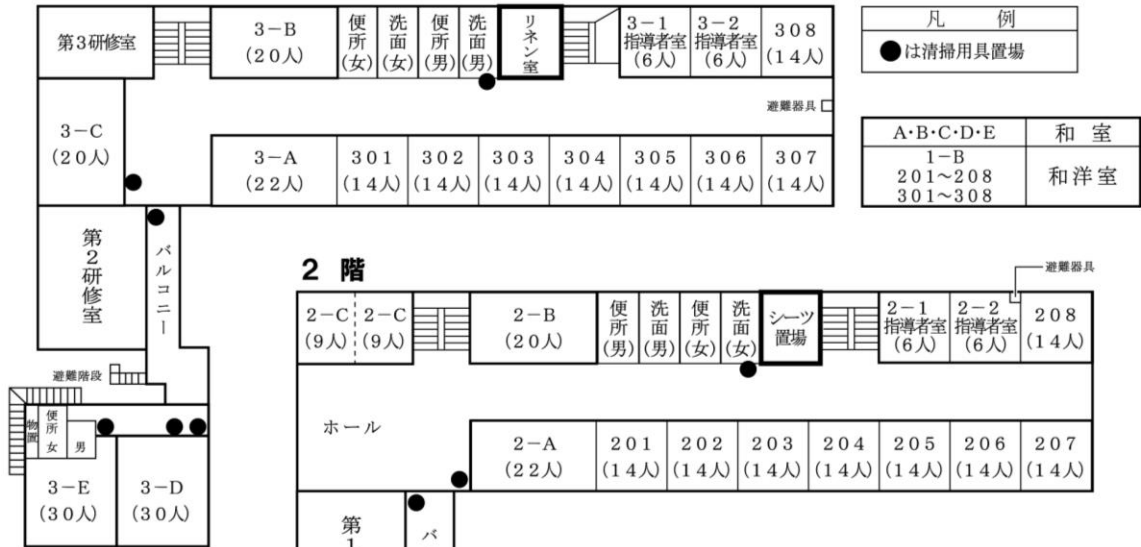 第3研修室
3−B
(20人)
便所(女)
洗面(女)
便所(男)
洗面(男)
リネン室
3−1
指導者室
(6人)
3−2
指導者室
(6人)
308
(14人)
凡 例
●は清掃用具置場
避難器具
3−C
(20人)
3−A
(22人)
301
(14人)
302
(14人)
303
(14人)
304
(14人)
305
(14人)
306
(14人)
307
(14人)
A・B・C・D・E
和 室
1−B
201〜208
301〜308
和洋室
第2研修室
バルコニー
避難階段
物置
便所
女
男
3−E
(30人)
3−D
(30人)
2 階
避難器具
2−C
(9人)
2−C
(9人)
2−B
(20人)
便所(男)
洗面(男)
便所(女)
洗面(女)
シーツ
置場
2−1
指導者室
(6人)
2−2
指導者室
(6人)
208
(14人)
ホール
2−A
(22人)
201
(14人)
202
(14人)
203
(14人)
204
(14人)
205
(14人)
206
(14人)
207
(14人)
第1
バ